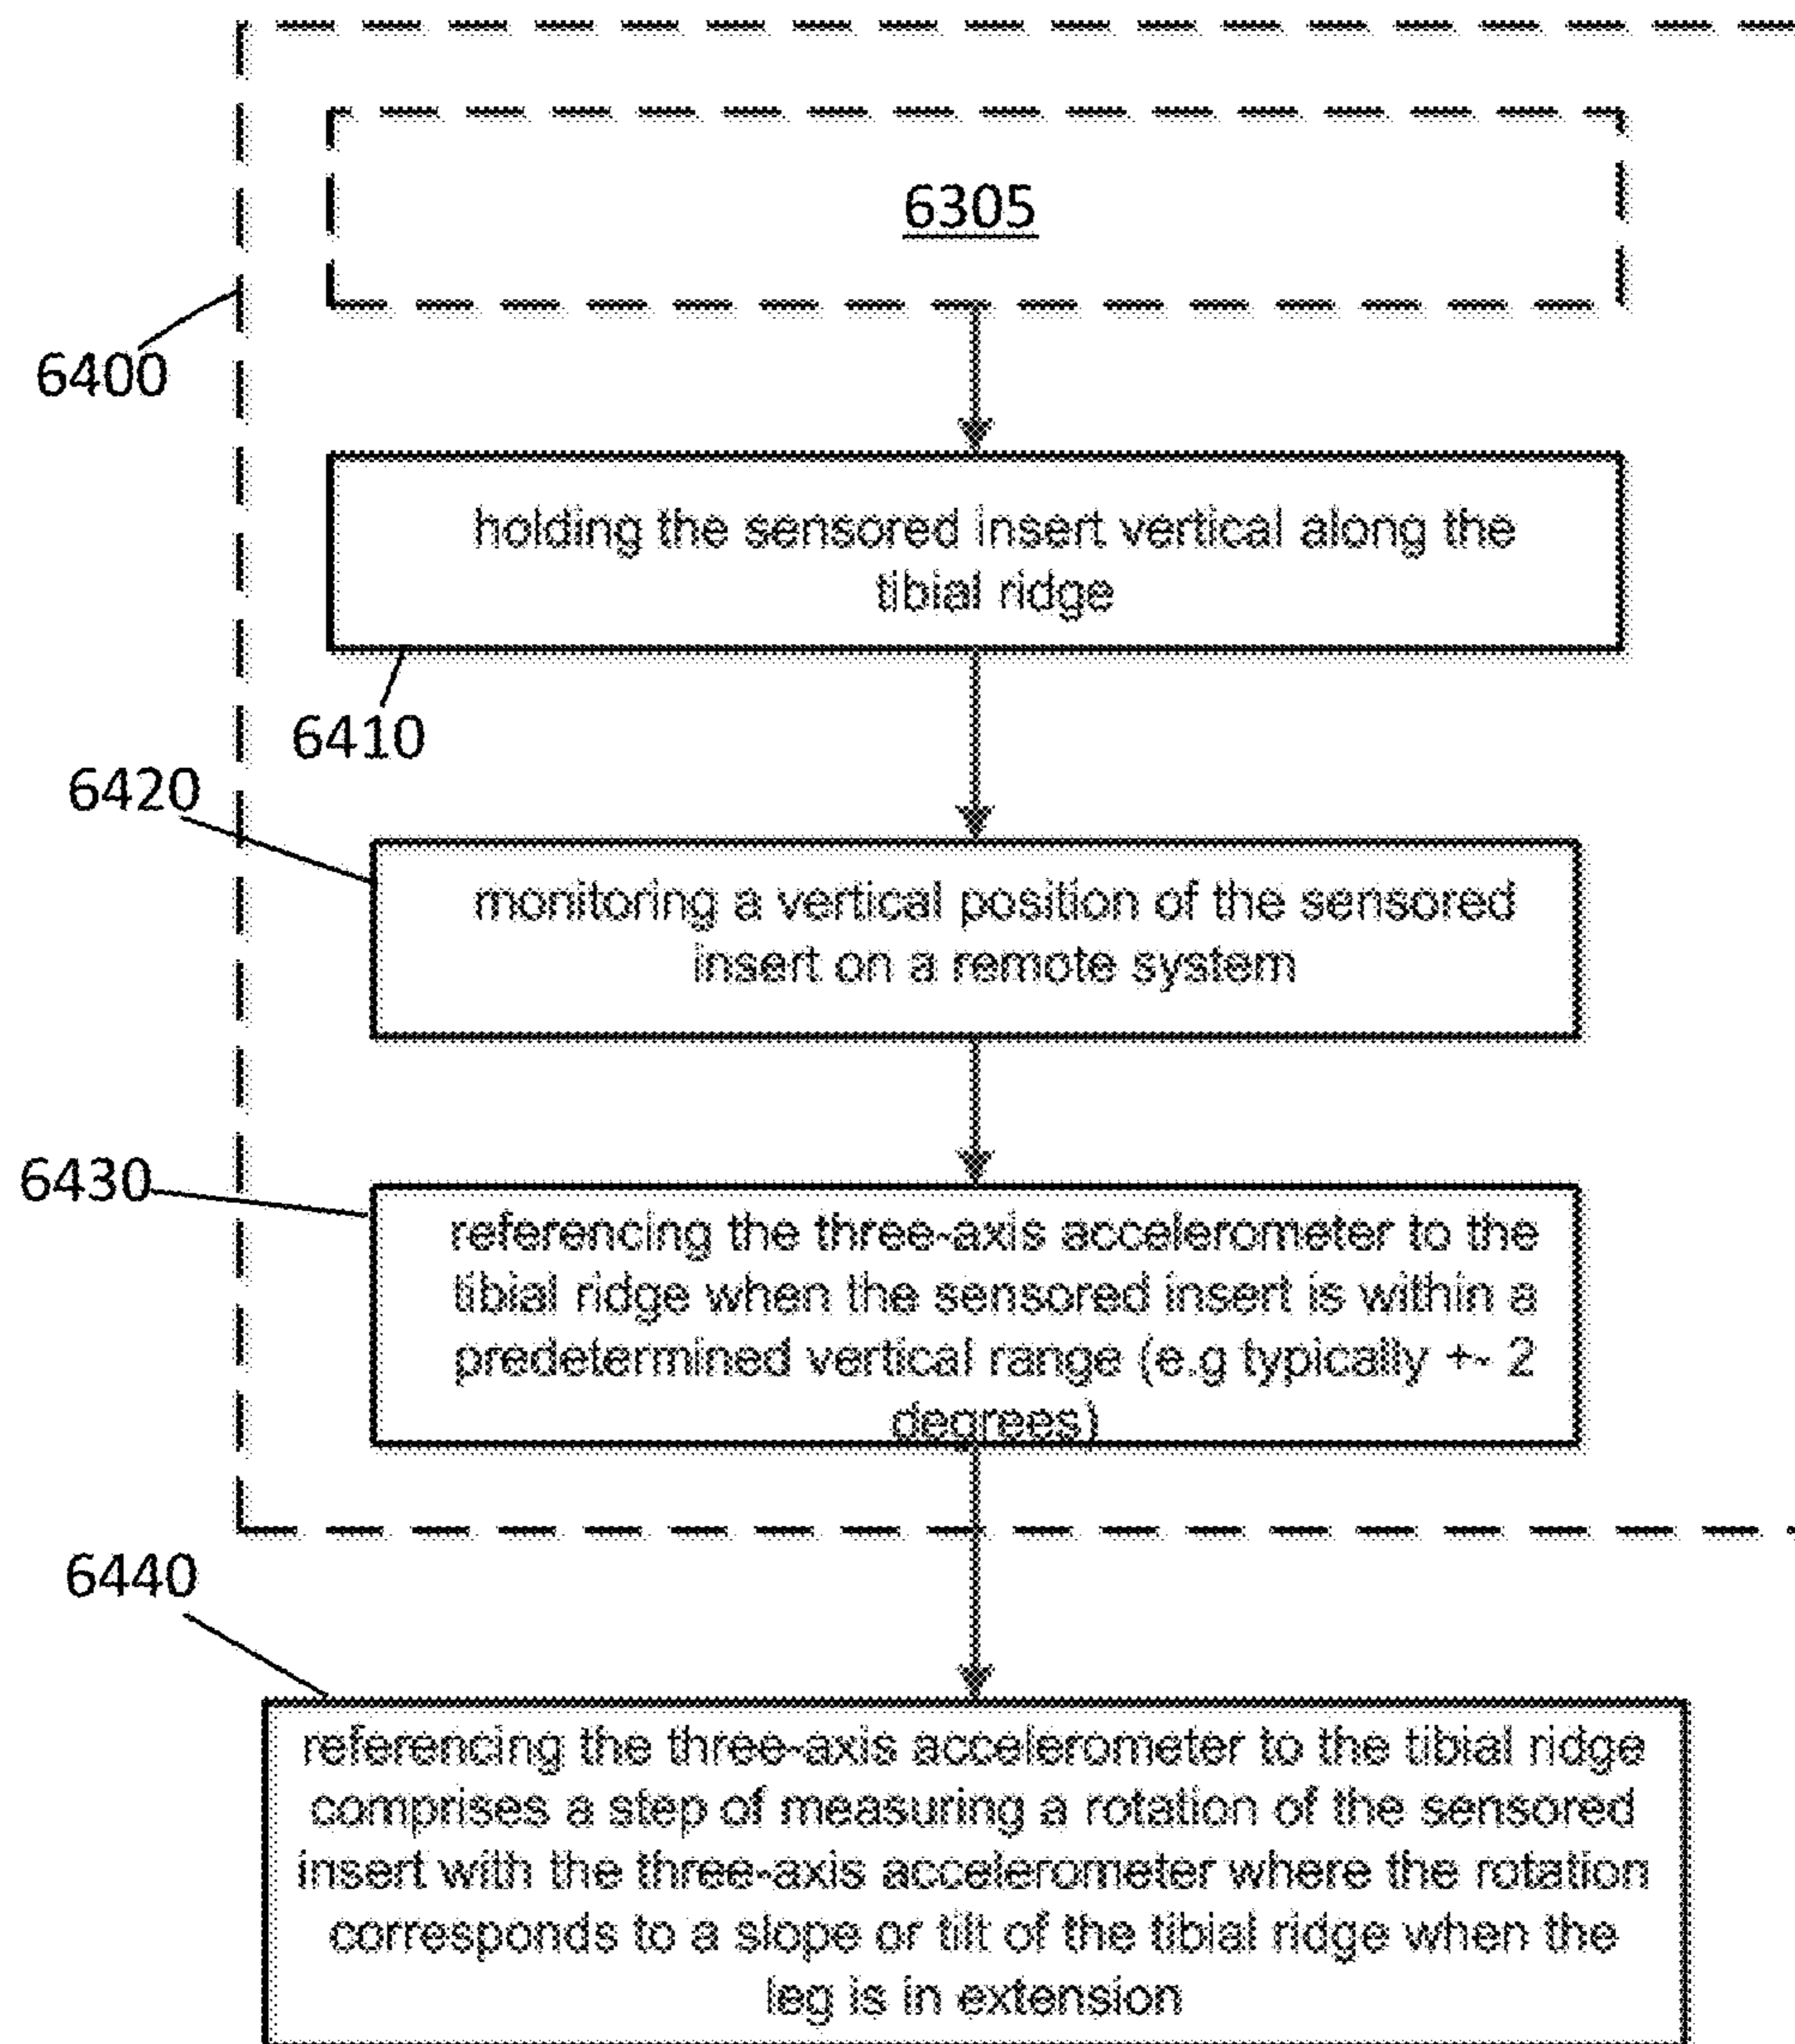 6305
6400
holding the sensored insert vertical along the
tibial ridge
6410
6420
monitoring a vertical position of the sensored
insert on a remote system
6430
referencing the three-axis accelerometer to the
tibial ridge when the sensored insert is within a
predetermined vertical range (e.g typically +- 2
degrees)
6440
referencing the three-axis accelerometer to the tibial ridge
comprises a step of measuring a rotation of the sensored
insert with the three-axis accelerometer where the rotation
corresponds to a slope or tilt of the tibial ridge when the
leg is in extension